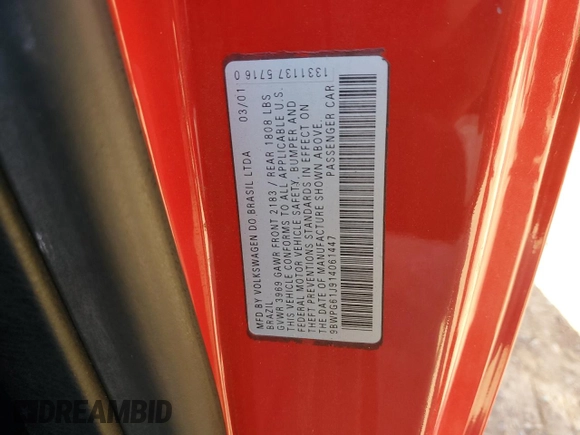 MFD BY VOLKSWAGEN DO BRASIL LTDA 03/01
BRAZIL
GVWR 3989 GAWR FRONT 2183 / REAR 1808 LBS
THIS VEHICLE CONFORMS TO ALL APPLICABLE U.S.
FEDERAL MOTOR VEHICLE SAFETY, BUMPER AND
THEFT PREVENTIONS STANDARDS IN EFFECT ON
THE DATE OF MANUFACTURE SHOWN ABOVE.
9BWPG61J914061447 PASSENGER CAR
1331137 5716 0
DREAMBID